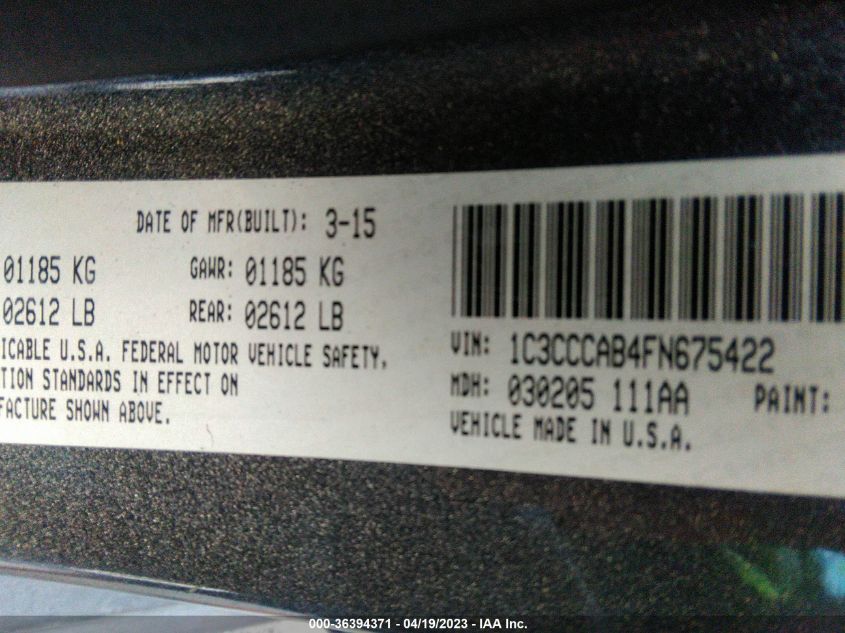 DATE OF MFR(BUILT): 3-15
01185 KG GAWR: 01185 KG
02612 LB REAR: 02612 LB
ICABLE U.S.A. FEDERAL MOTOR VEHICLE SAFETY,
TION STANDARDS IN EFFECT ON
FACTURE SHOWN ABOVE.
VIN: 1C3CCCAB4FN675422
MDH: 030205 111AA PAINT:
VEHICLE MADE IN U.S.A.
000-36394371 - 04/19/2023 - IAA Inc.